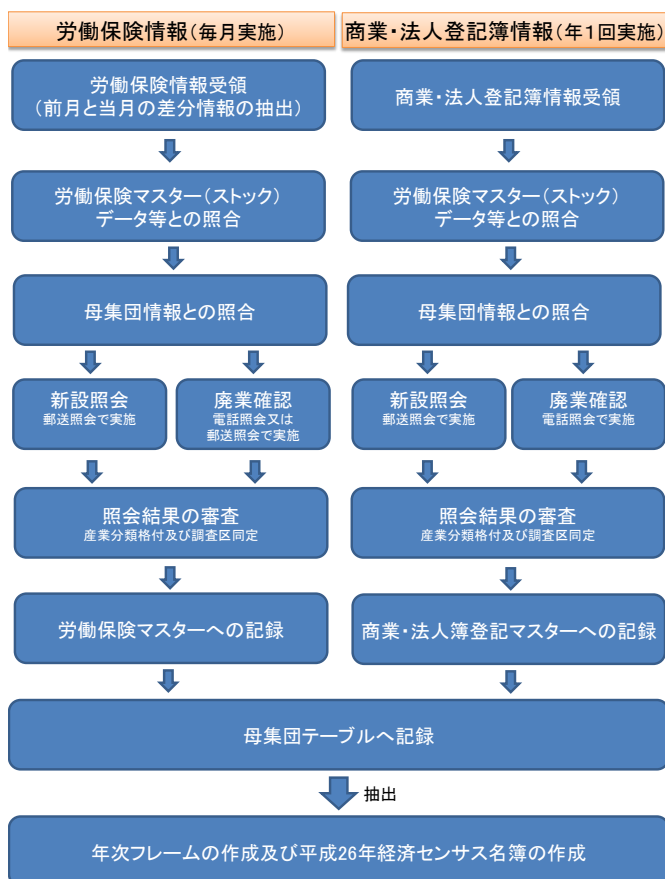 労働保険情報(毎月実施)
商業・法人登記簿情報(年1回実施)
労働保険情報受領
(前月と当月の差分情報の抽出)
商業・法人登記簿情報受領
労働保険マスター(ストック)
データ等との照合
労働保険マスター(ストック)
データ等との照合
母集団情報との照合
母集団情報との照合
新設照会
郵送照会で実施
廃業確認
電話照会又は
郵送照会で実施
新設照会
郵送照会で実施
廃業確認
電話照会で実施
照会結果の審査
産業分類格付及び調査区同定
照会結果の審査
産業分類格付及び調査区同定
労働保険マスターへの記録
商業・法人簿登記マスターへの記録
母集団テーブルへ記録
抽出
年次フレームの作成及び平成26年経済センサス名簿の作成